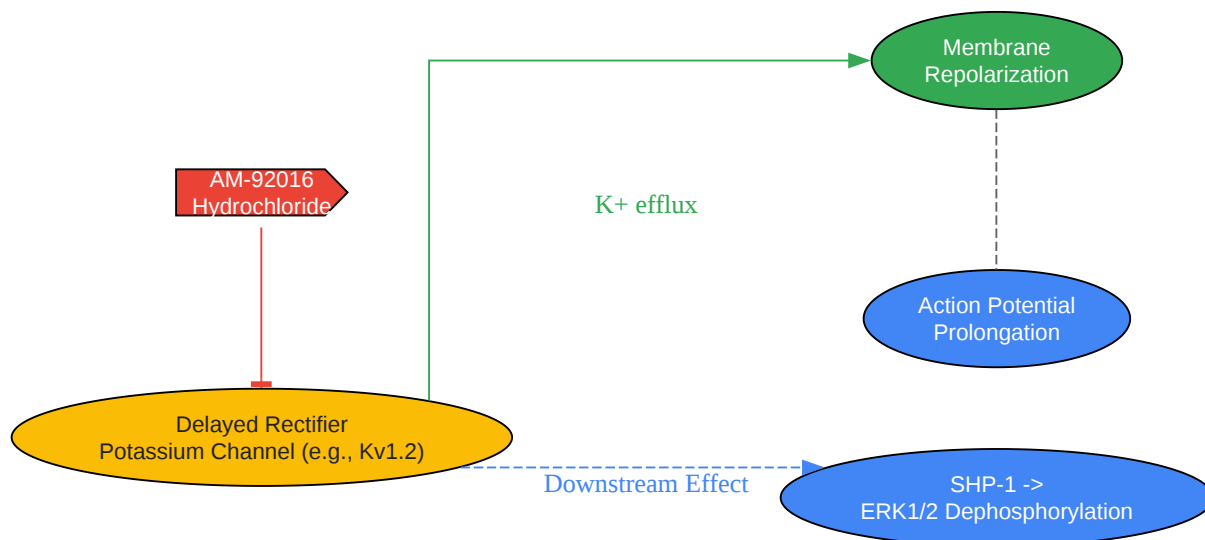 Membrane
Repolarization
AM-92016
Hydrochloride
K+ efflux
Action Potential
Prolongation
Delayed Rectifier
Potassium Channel (e.g., Kv1.2)
Downstream Effect
SHP-1 ->
ERK1/2 Dephosphorylation